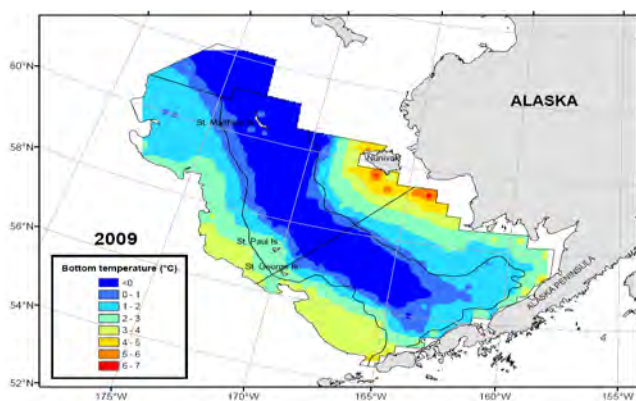 60°N
58°N
56°N
54°N
52°N
ALASKA
St. Matthew Is
Nunivak
St. Paul Is
St. George Is
ALASKA PENINSULA
2009
Bottom temperature (°C)
<0
0 - 1
1 - 2
2 - 3
3 - 4
4 - 5
5 - 6
6 - 7
175°W
170°W
165°W
160°W
155°W